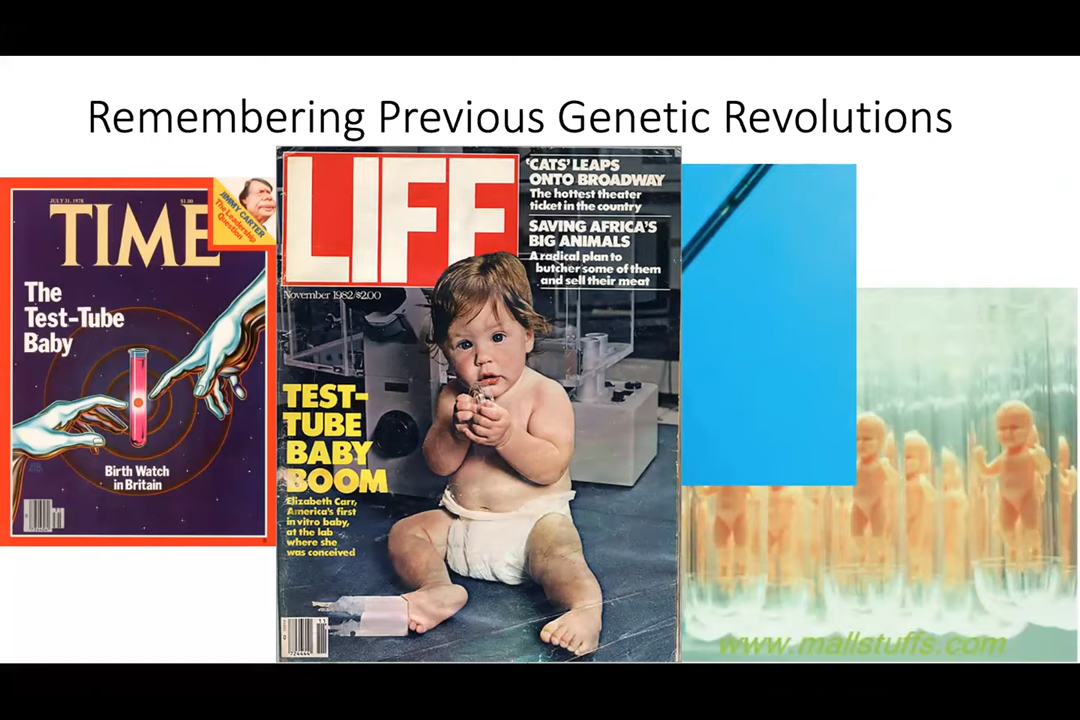 Remembering Previous Genetic Revolutions
JULY 31, 1978
$1.00
TIME
JIMMY CARTER
The Leadership
Question
The
Test-Tube
Baby
Birth Watch
in Britain
LIFE
'CATS' LEAPS
ONTO BROADWAY
The hottest theater
ticket in the country
SAVING AFRICA'S
BIG ANIMALS
A radical plan to
butcher some of them
and sell their meat
November 1982/$2.00
TEST-
TUBE
BABY
BOOM
Elizabeth Carr,
America's first
in vitro baby,
at the lab
where she
was conceived
www.mallstuffs.com